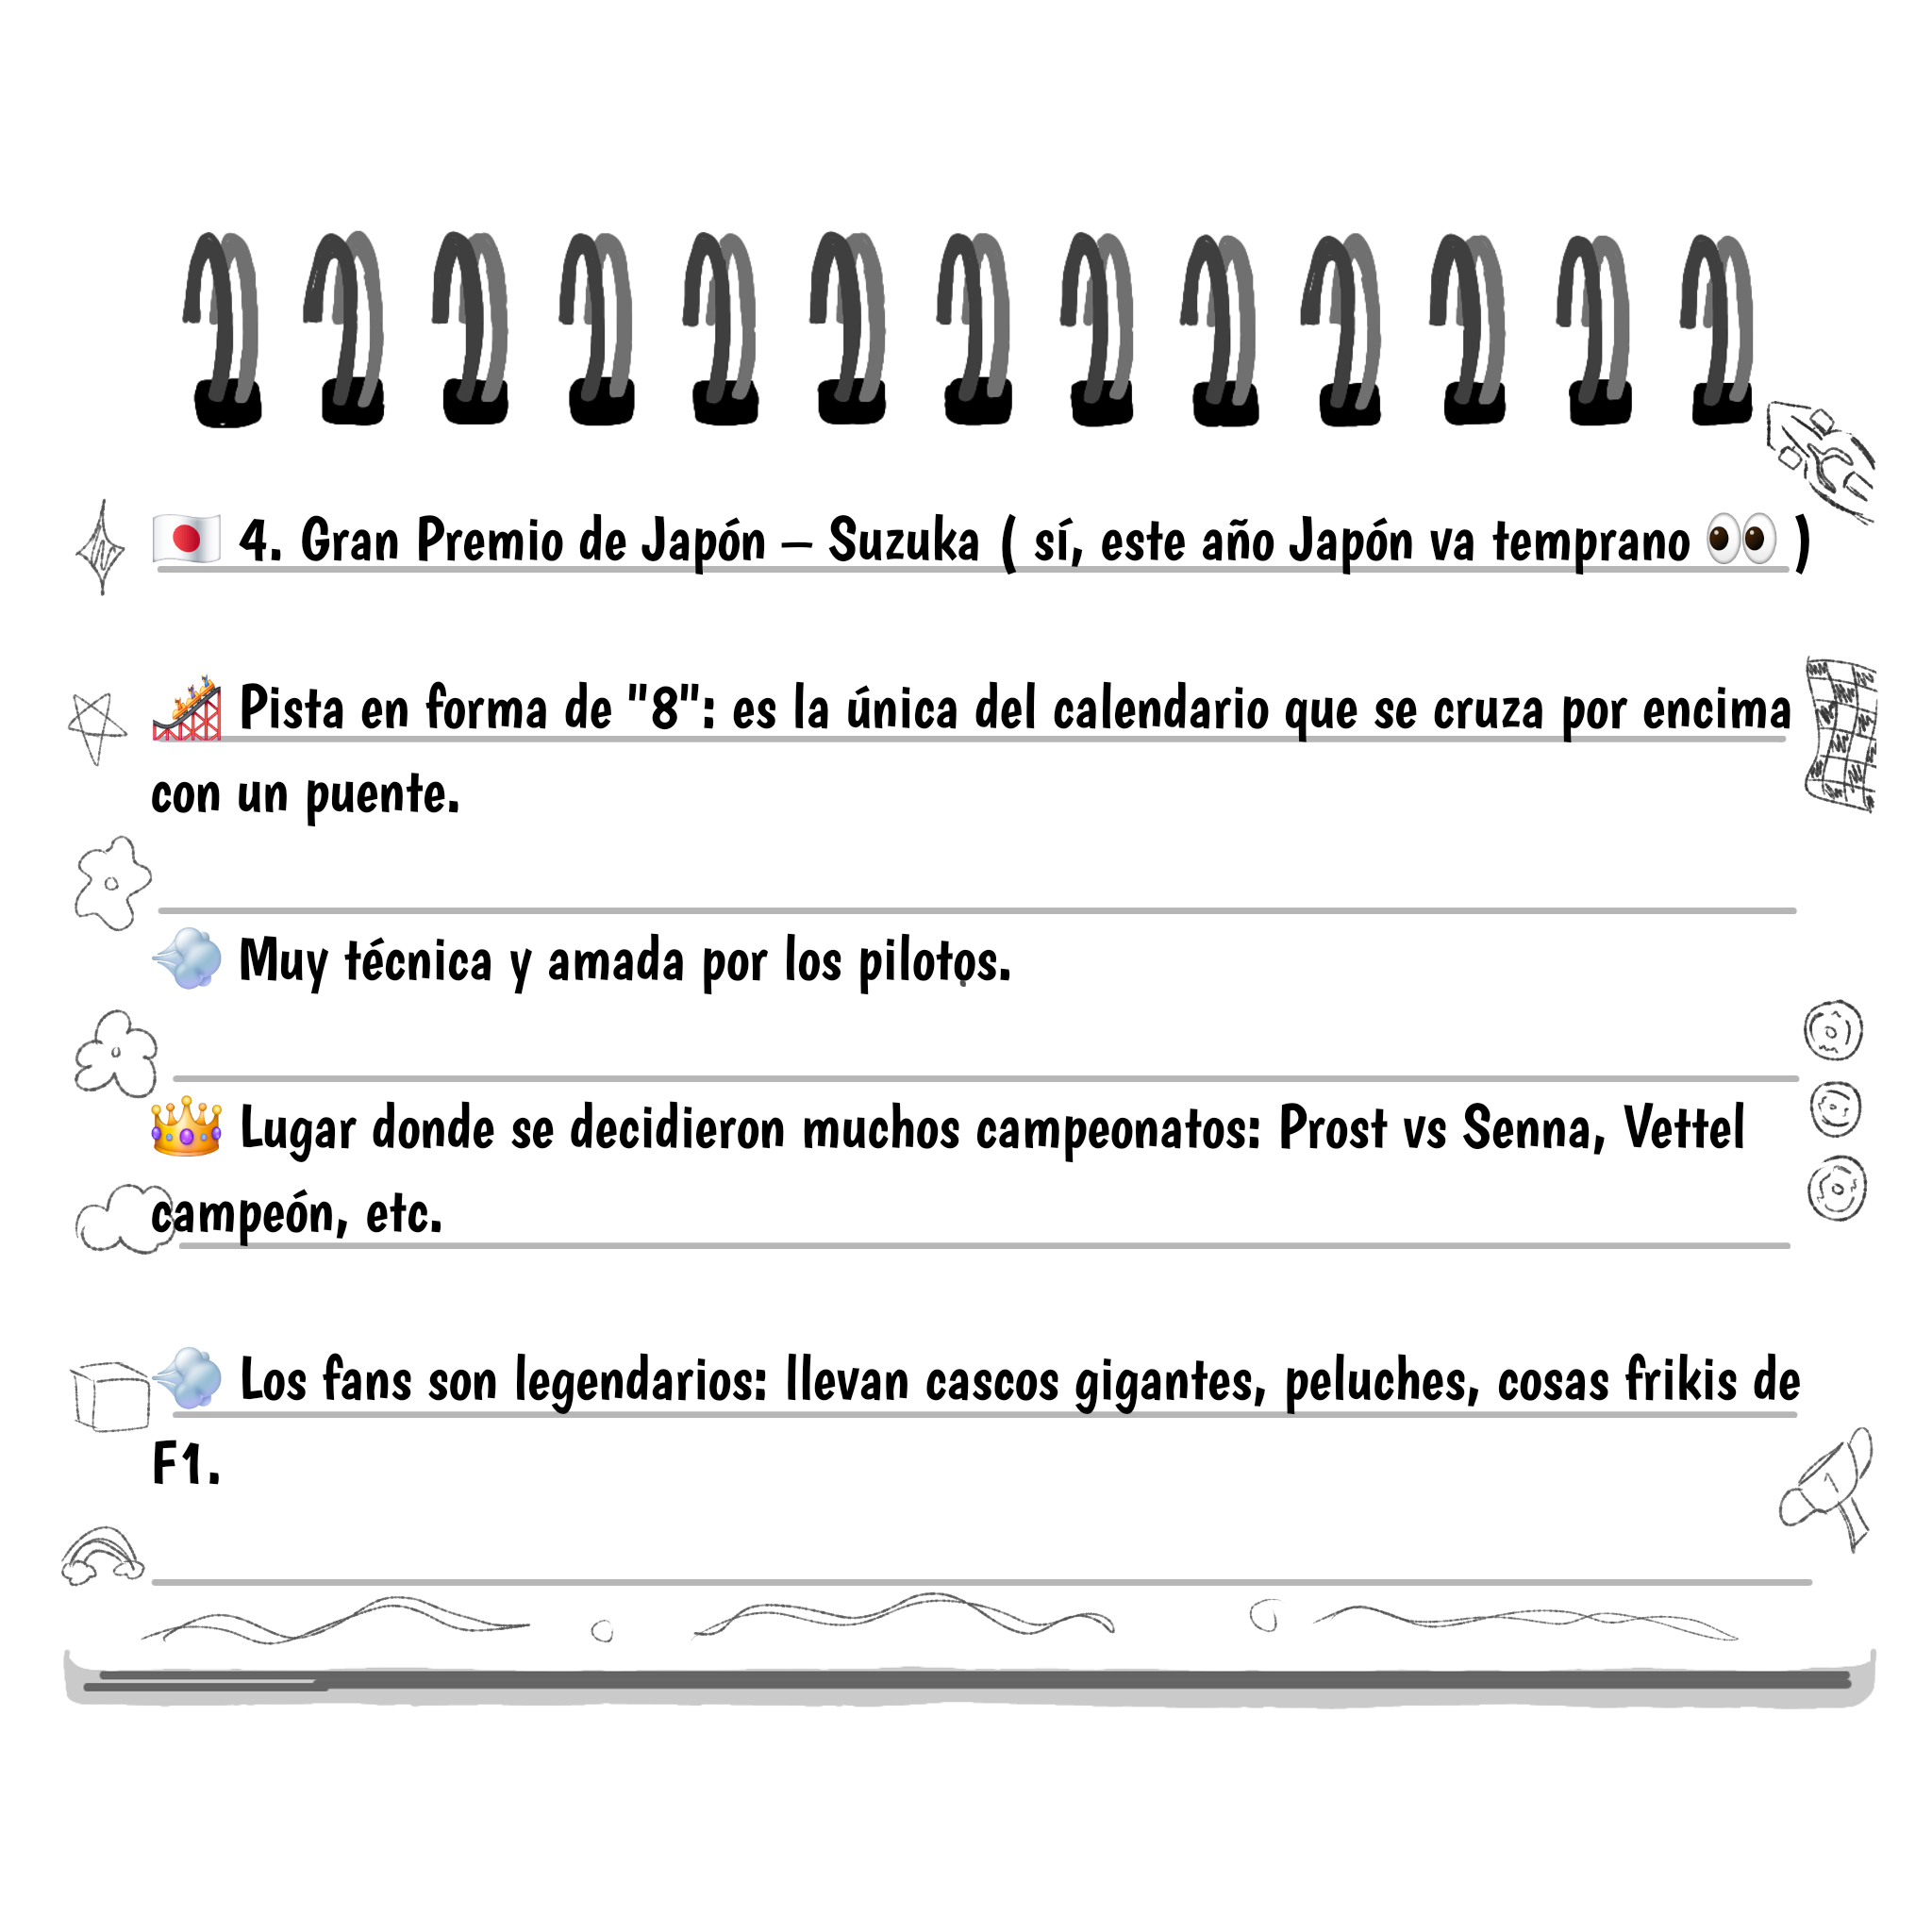 🇯🇵 4. Gran Premio de Japón – Suzuka ( sí, este año Japón va temprano 👀 )
🎢 Pista en forma de "8": es la única del calendario que se cruza por encima
con un puente.
💨 Muy técnica y amada por los pilotos.
👑 Lugar donde se decidieron muchos campeonatos: Prost vs Senna, Vettel
campeón, etc.
💨 Los fans son legendarios: llevan cascos gigantes, peluches, cosas frikis de
F1.